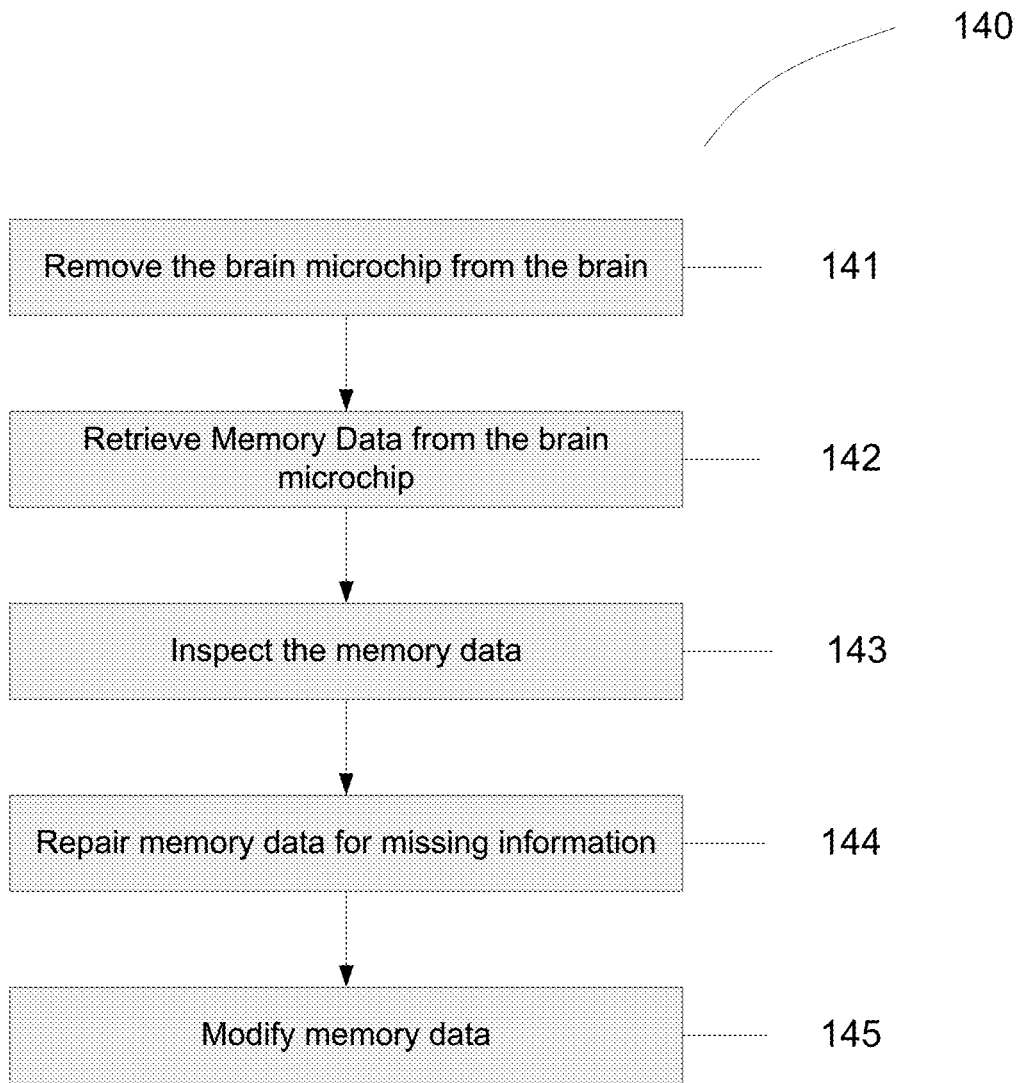 140
Remove the brain microchip from the brain
141
Retrieve Memory Data from the brain
microchip
142
Inspect the memory data
143
Repair memory data for missing information
144
Modify memory data
145